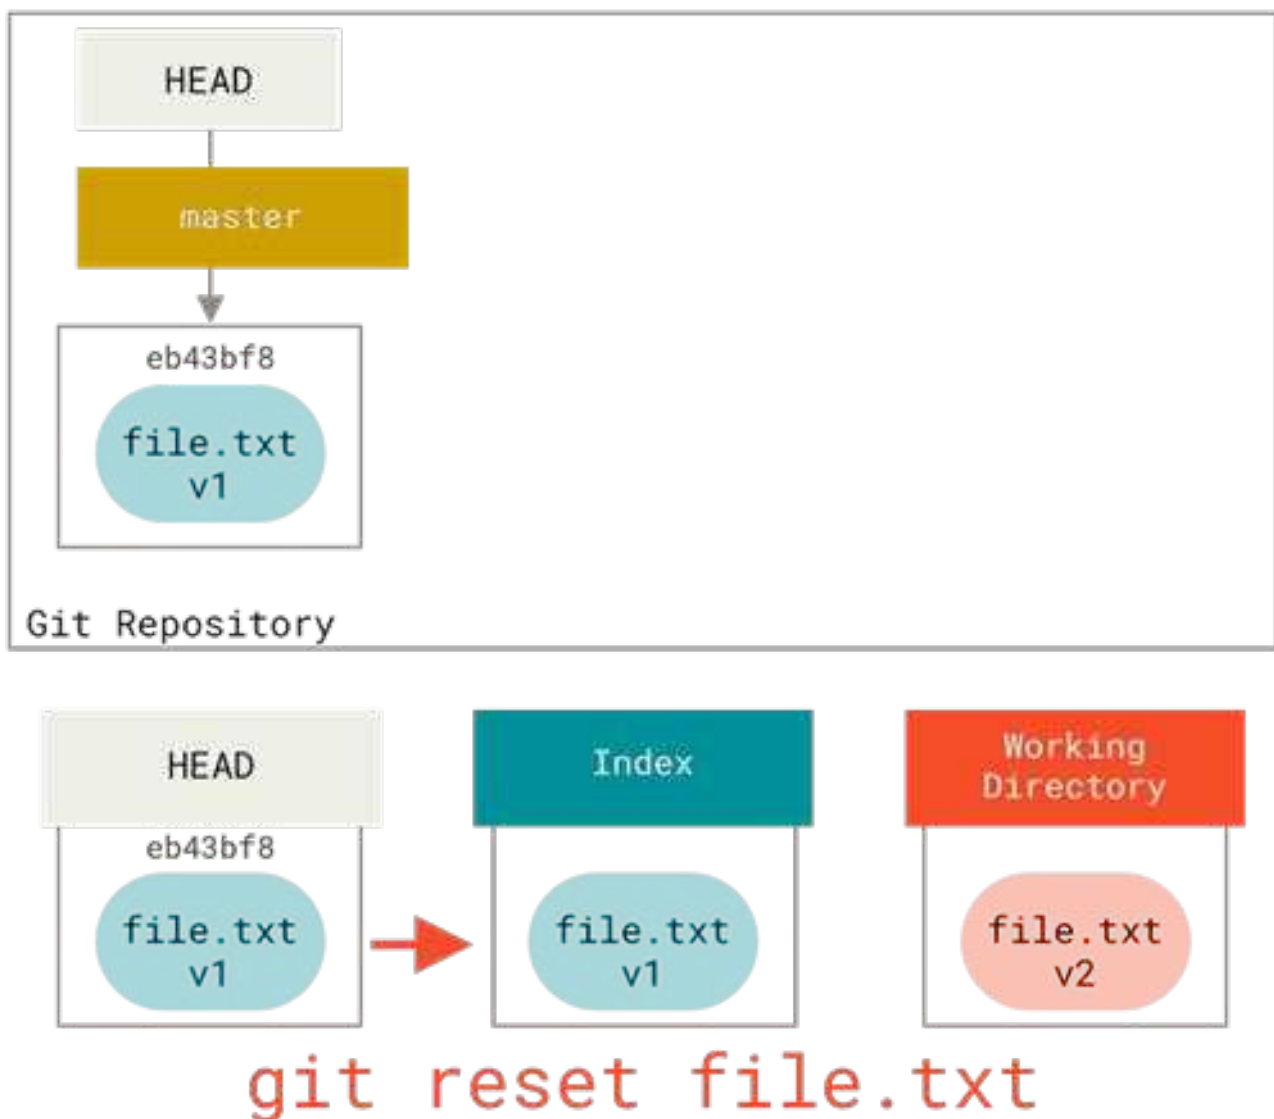 HEAD
master
eb43bf8
file.txt
v1
Git Repository
HEAD
Index
Working
Directory
eb43bf8
file.txt
v1
file.txt
v1
file.txt
v2
git reset file.txt